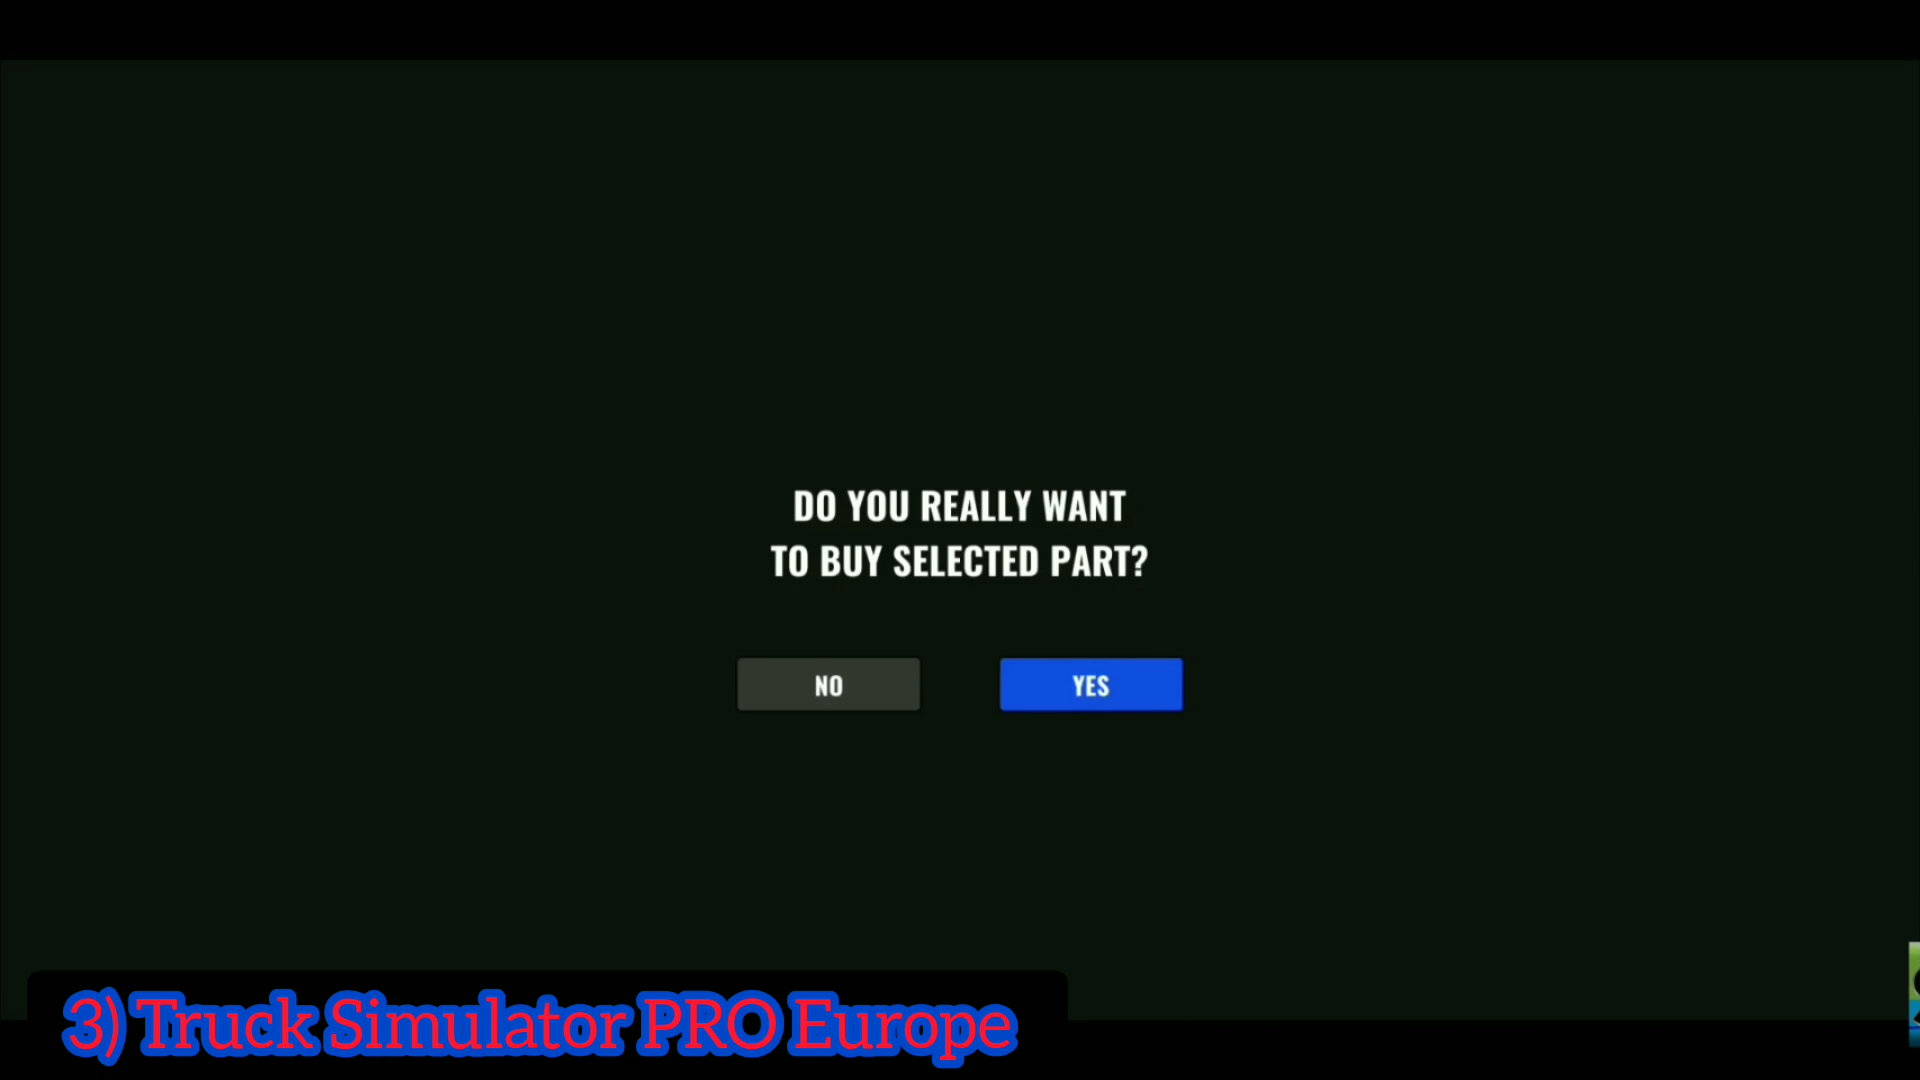 DO YOU REALLY WANT
TO BUY SELECTED PART?
NO
YES
3) Truck Simulator PRO Europe